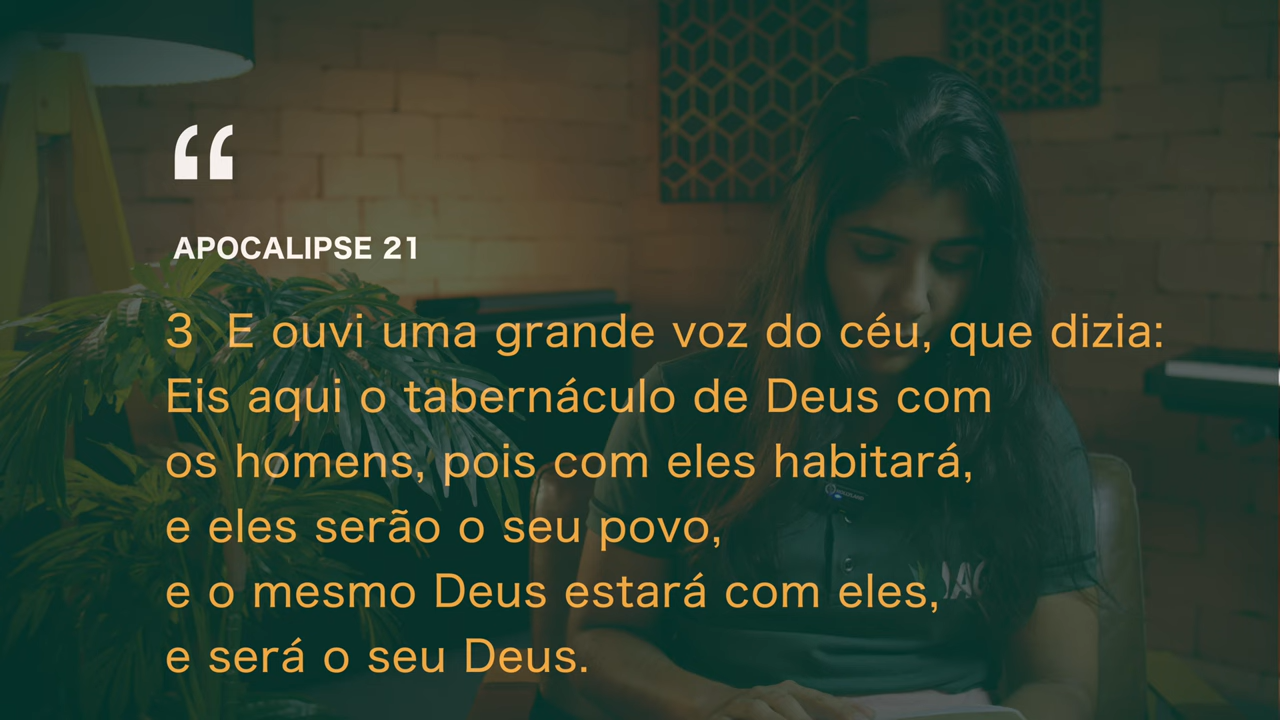 “
APOCALIPSE 21
3 E ouvi uma grande voz do céu, que dizia:
Eis aqui o tabernáculo de Deus com
os homens, pois com eles habitará,
e eles serão o seu povo,
e o mesmo Deus estará com eles,
e será o seu Deus.